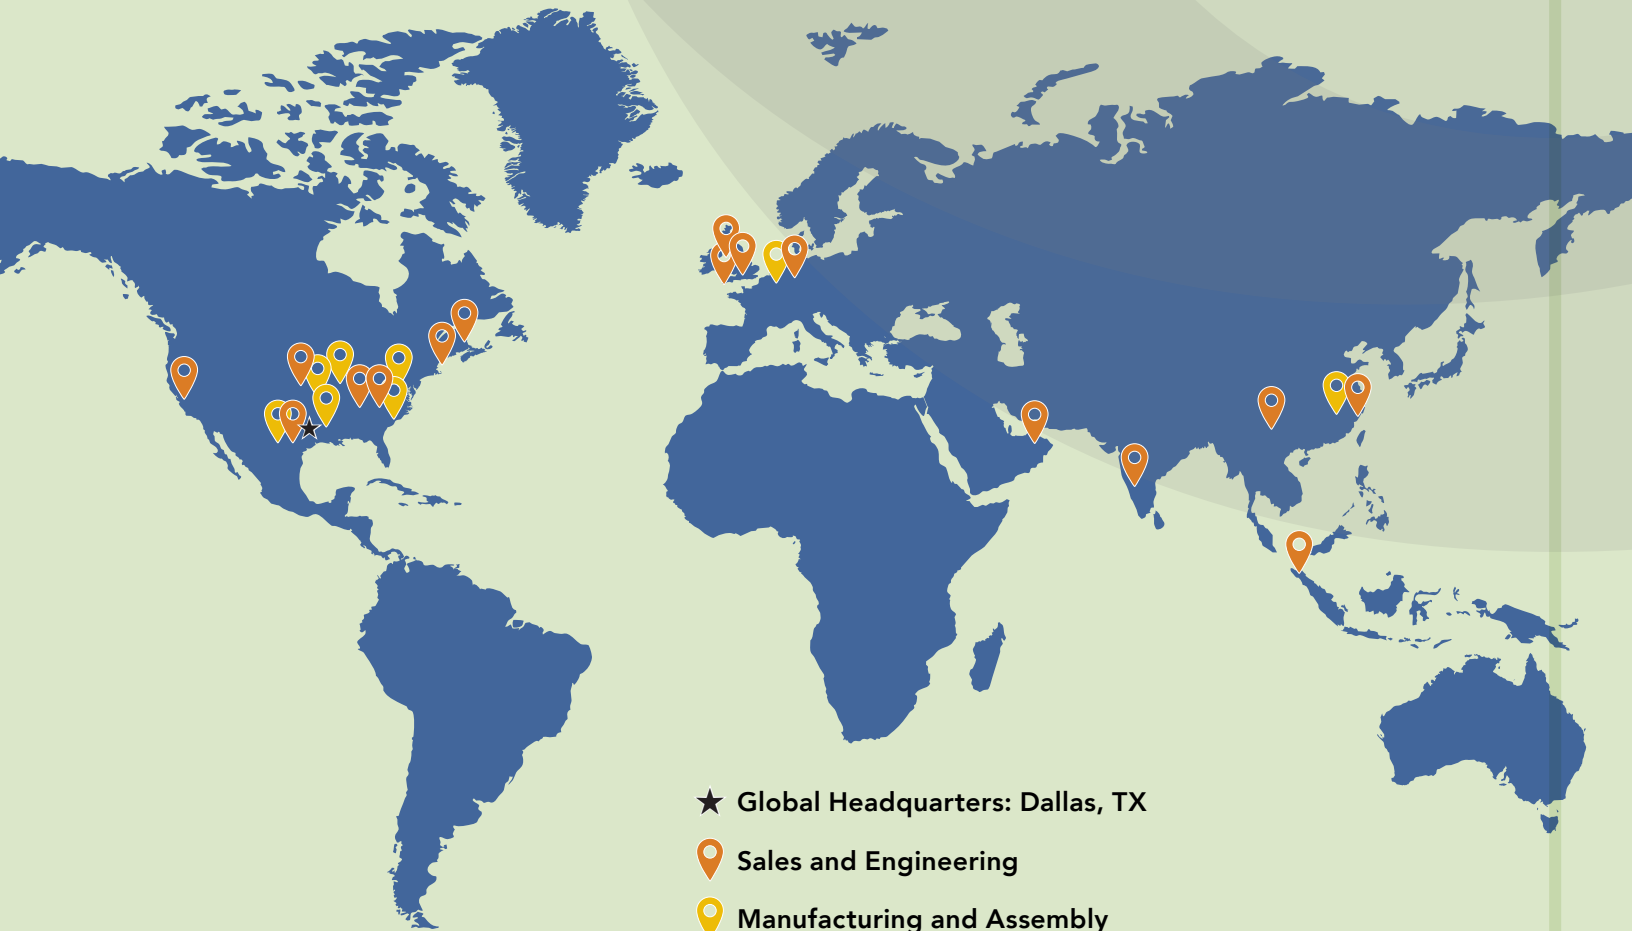 Global Headquarters: Dallas, TX
Sales and Engineering
Manufacturing and Assembly